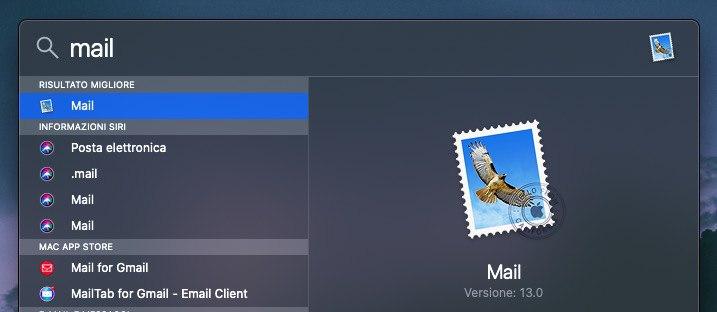 mail
RISULTATO MIGLIORE
Mail
INFORMAZIONI SIRI
Posta elettronica
.mail
Mail
Mail
MAC APP STORE
Mail for Gmail
MailTab for Gmail - Email Client
Mail
Versione: 13.0